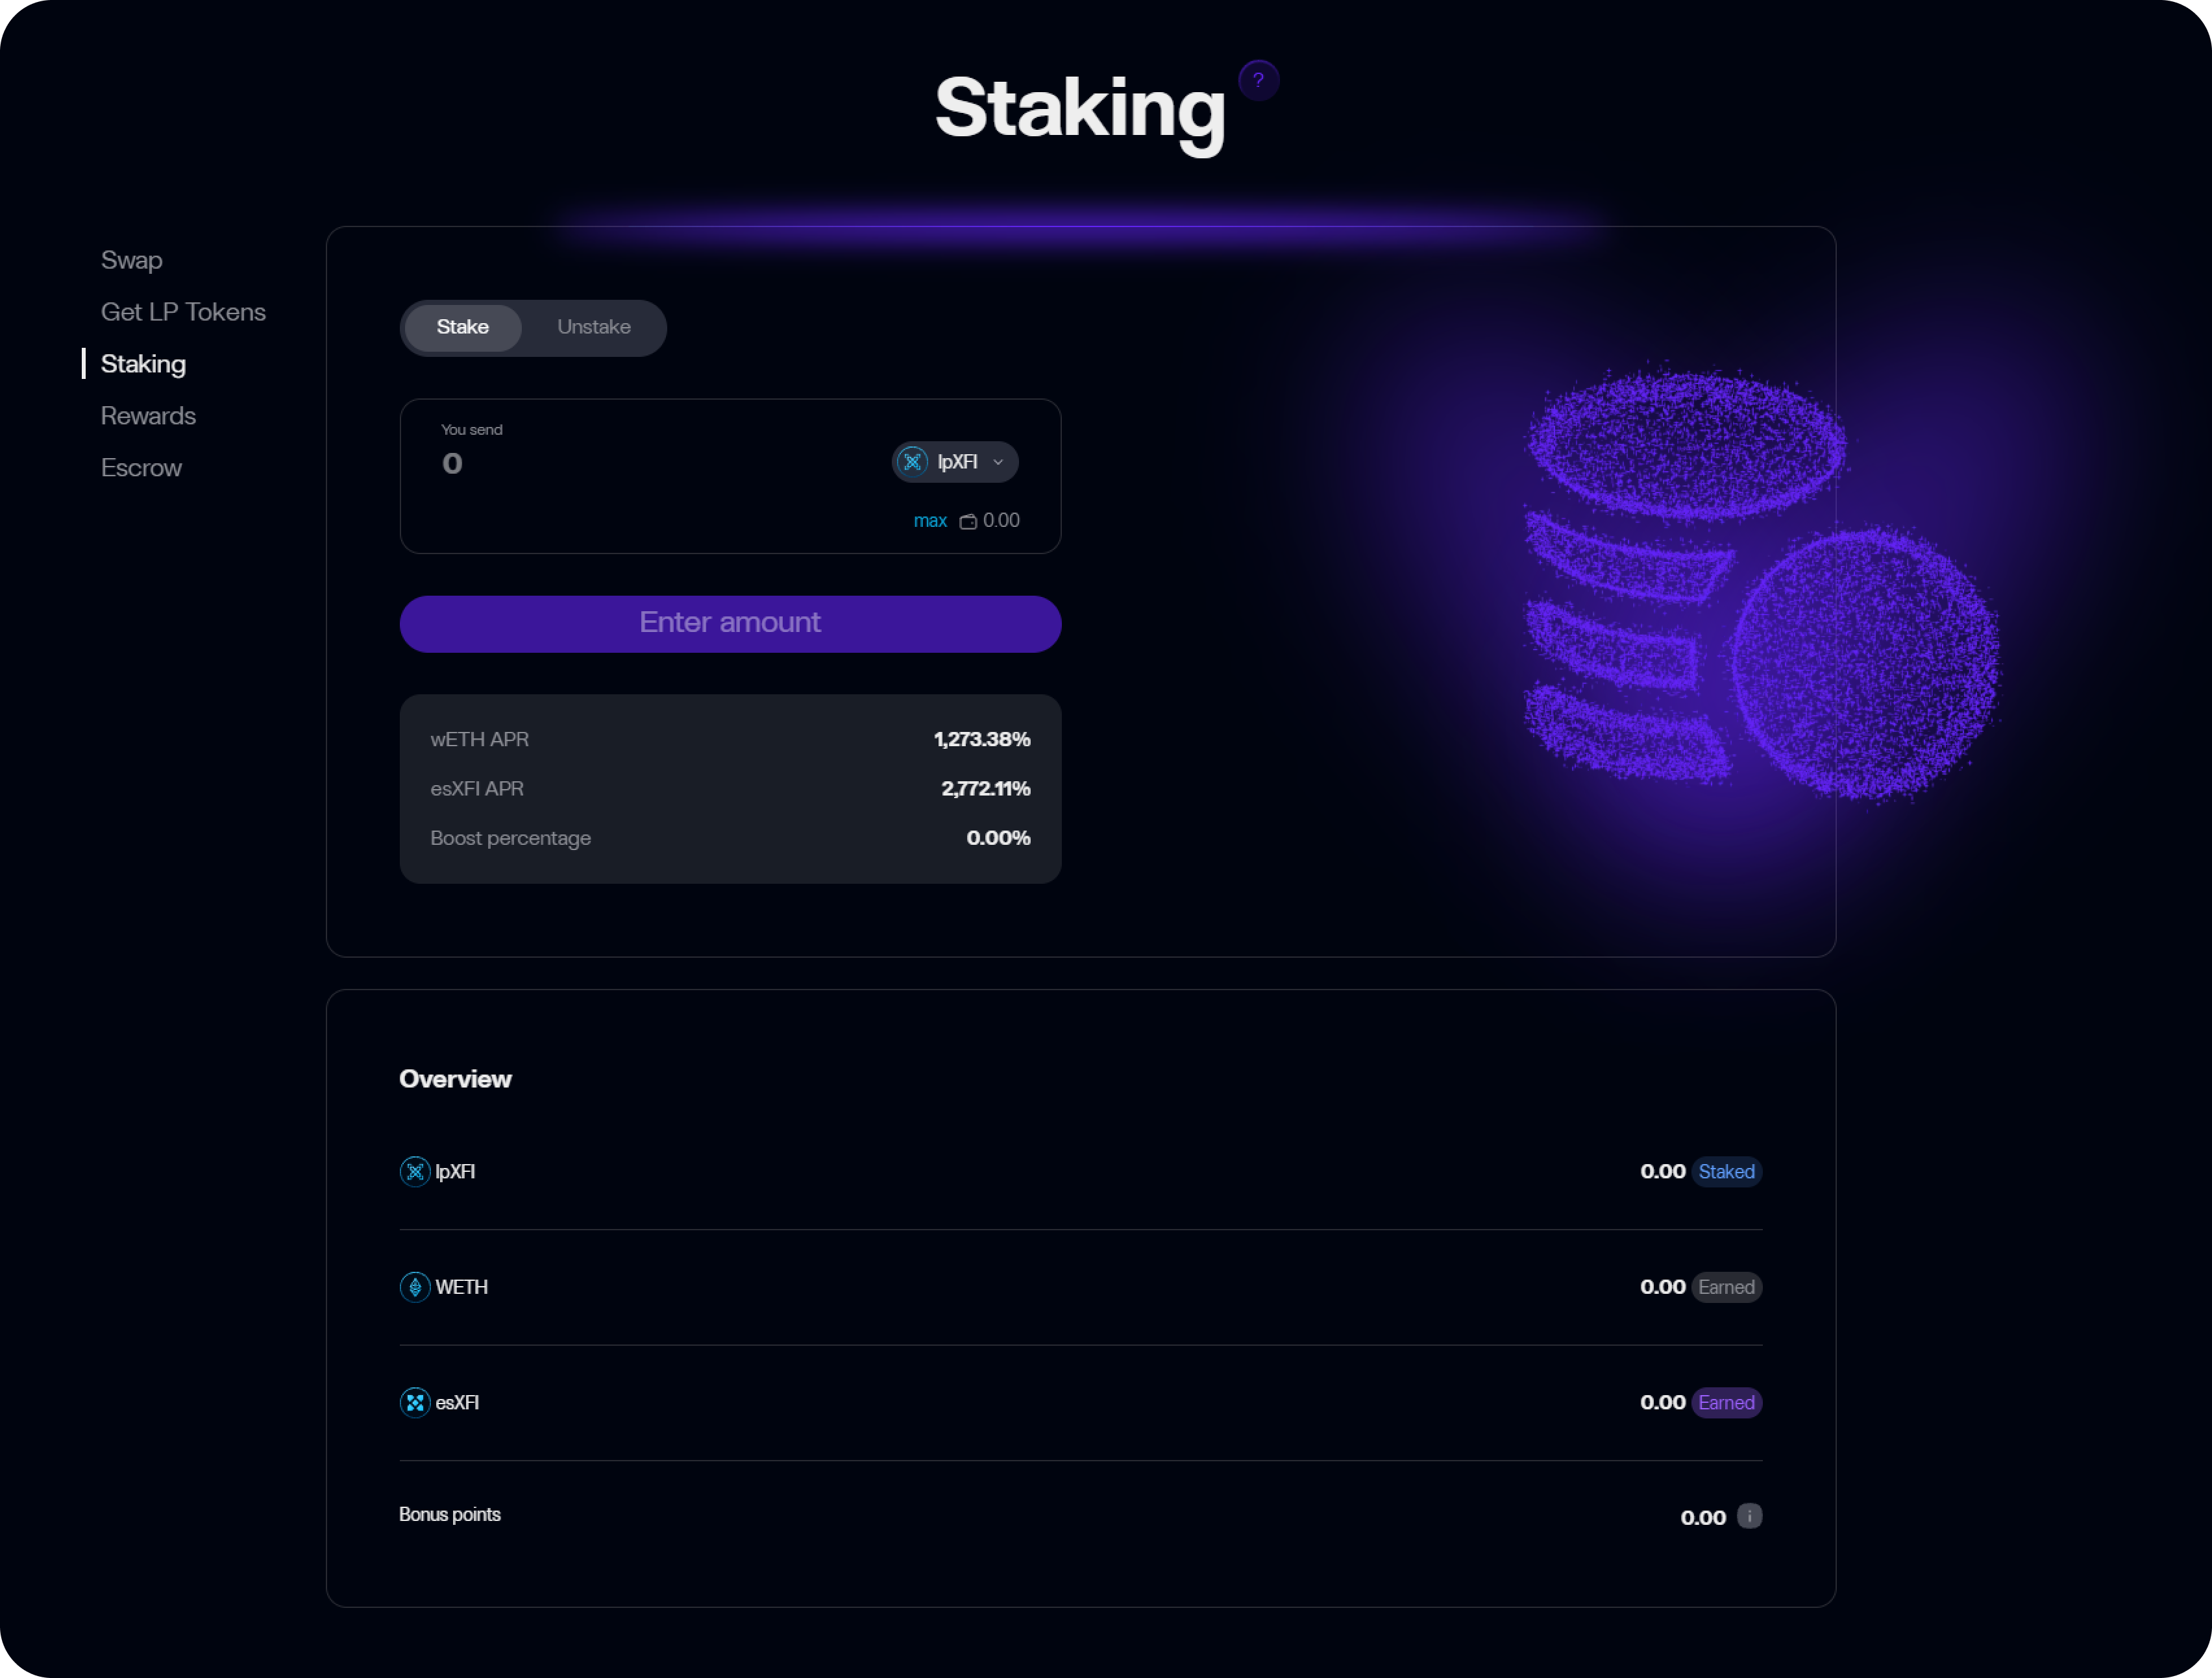 Staking ?
Swap
Get LP Tokens
Staking
Rewards
Escrow
Stake Unstake
You send
0 lpXFI
max 0.00
Enter amount
wETH APR 1,273.38%
esXFI APR 2,772.11%
Boost percentage 0.00%
Overview
lpXFI 0.00 Staked
WETH 0.00 Earned
esXFI 0.00 Earned
Bonus points 0.00 i